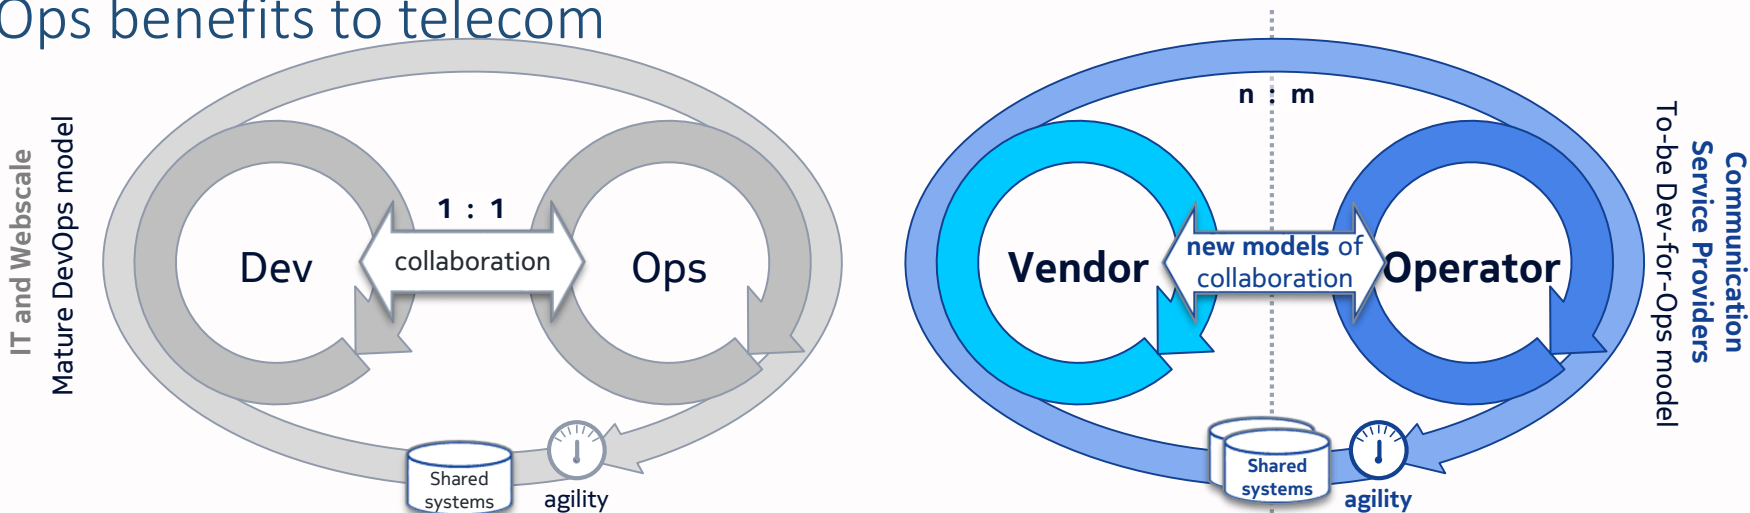 Ops benefits to telecom
IT and Webscale
Mature DevOps model
Dev
1 : 1
collaboration
Ops
Shared
systems
agility
n : m
Vendor
new models of
collaboration
Operator
Shared
systems
agility
To-be Dev-for-Ops model
Communication
Service Providers